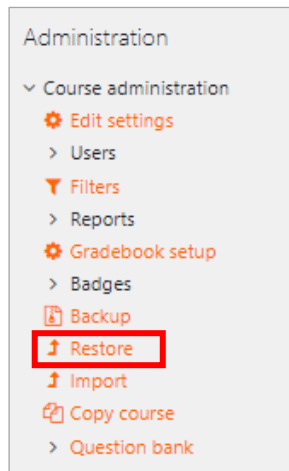 Administration
Course administration
Edit settings
Users
Filters
Reports
Gradebook setup
Badges
Backup
Restore
Import
Copy course
Question bank